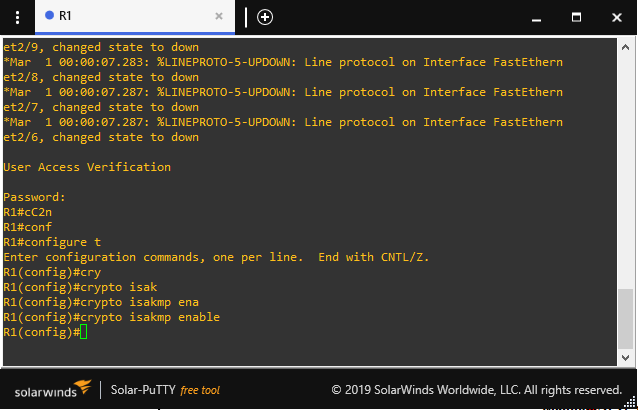 R1
et2/9, changed state to down
*Mar  1 00:00:07.283: %LINEPROTO-5-UPDOWN: Line protocol on Interface FastEthern
et2/8, changed state to down
*Mar  1 00:00:07.287: %LINEPROTO-5-UPDOWN: Line protocol on Interface FastEthern
et2/7, changed state to down
*Mar  1 00:00:07.287: %LINEPROTO-5-UPDOWN: Line protocol on Interface FastEthern
et2/6, changed state to down
User Access Verification
Password:
R1#cC2n
R1#conf
R1#configure t
Enter configuration commands, one per line.  End with CNTL/Z.
R1(config)#cry
R1(config)#crypto isak
R1(config)#crypto isakmp ena
R1(config)#crypto isakmp enable
R1(config)#
solarwinds Solar-PuTTY free tool © 2019 SolarWinds Worldwide, LLC. All rights reserved.